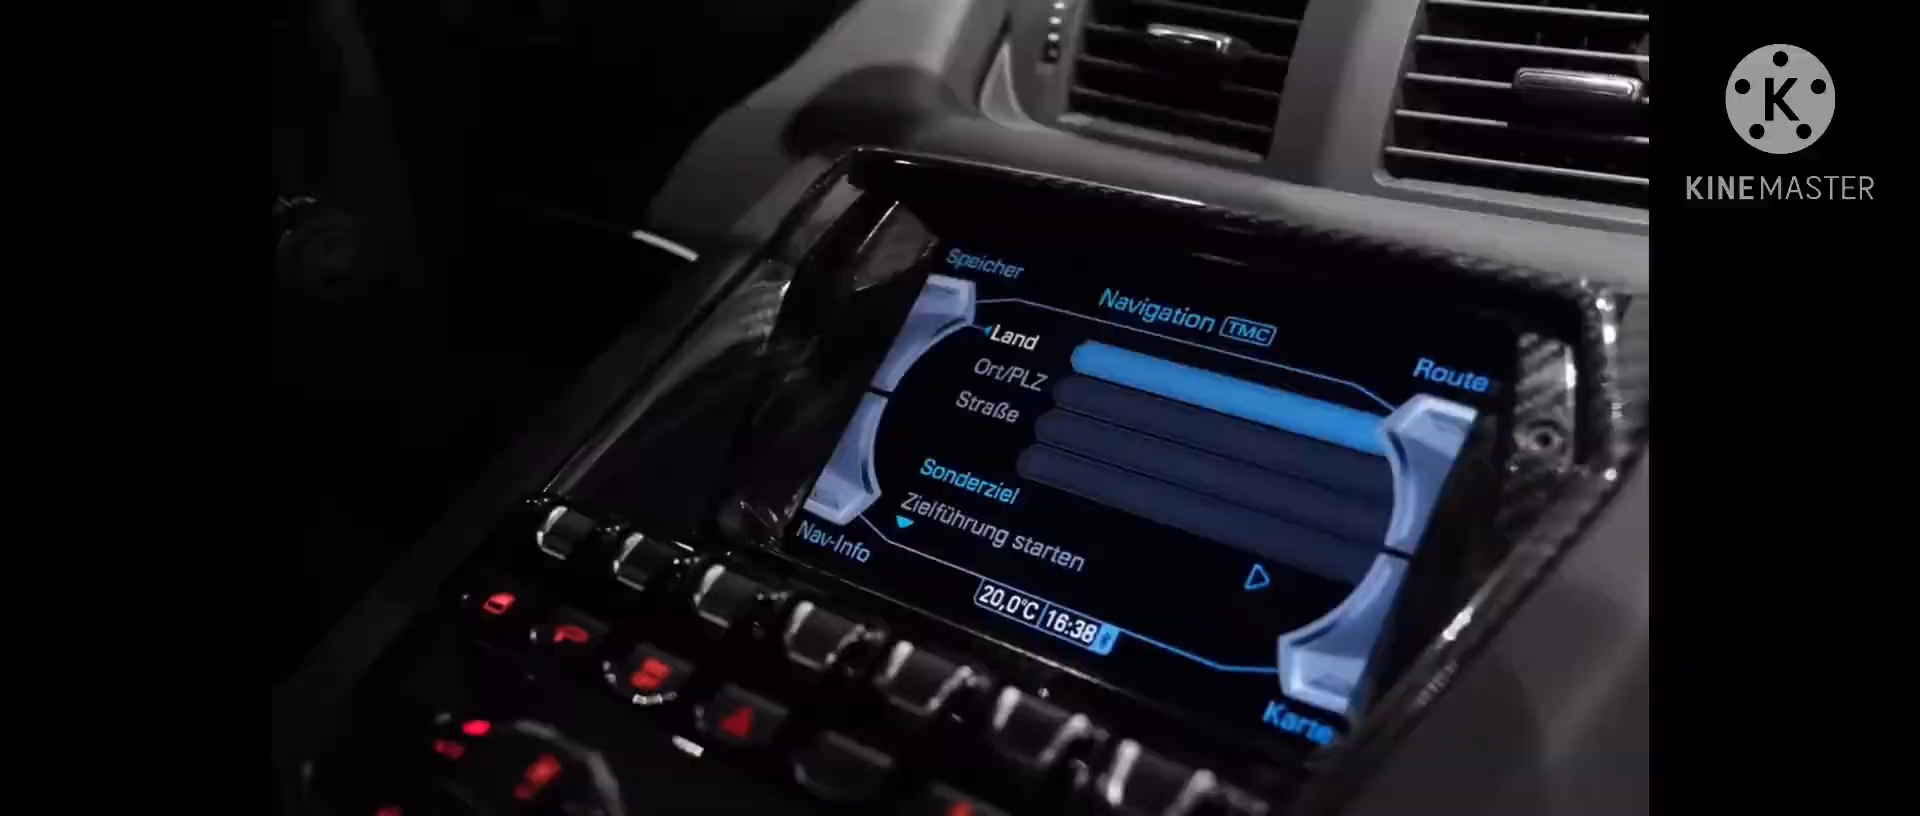 K
KINEMASTER
Speicher
Navigation TMC
Land
Route
Ort/PLZ
Straße
Sonderziel
Zielführung starten
Nav-Info
20,0°C 16:38
Karte
P